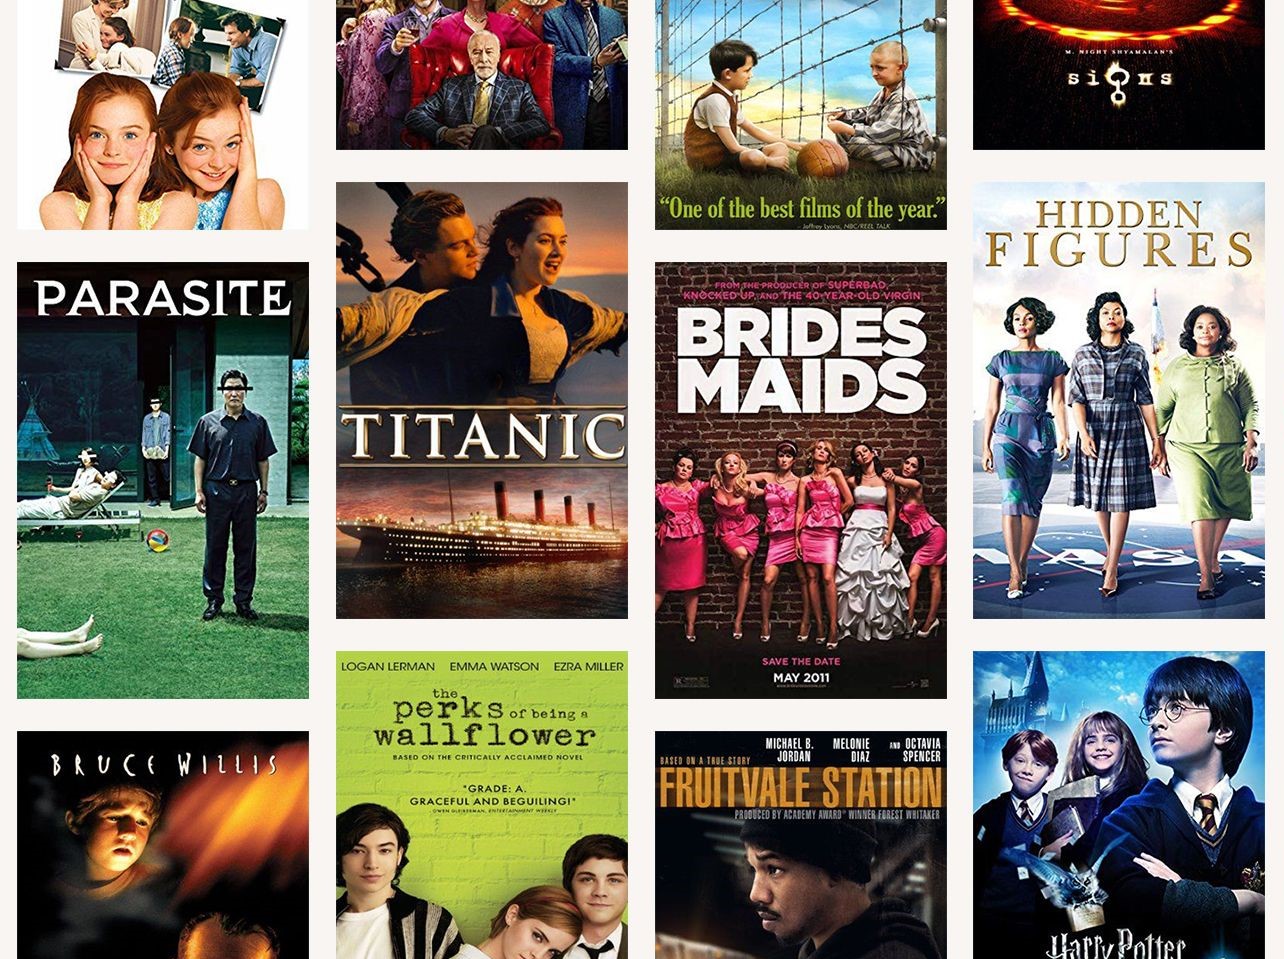 “One of the best films of the year.”
- Jeffrey Lyons, NBC/REEL TALK
M. NIGHT SHYAMALAN'S
signs
PARASITE
TITANIC
FROM THE PRODUCER OF SUPERBAD,
KNOCKED UP, AND THE 40-YEAR-OLD VIRGIN
BRIDES
MAIDS
SAVE THE DATE
MAY 2011
HIDDEN
FIGURES
NASA
BRUCE WILLIS
LOGAN LERMAN EMMA WATSON EZRA MILLER
the
perks of being a
wallflower
BASED ON THE CRITICALLY ACCLAIMED NOVEL
"GRADE: A.
GRACEFUL AND BEGUILING!"
OWEN GLEIBERMAN, ENTERTAINMENT WEEKLY
MICHAEL B. JORDAN MELONIE DIAZ AND OCTAVIA SPENCER
BASED ON A TRUE STORY
FRUITVALE STATION
PRODUCED BY ACADEMY AWARD® WINNER FOREST WHITAKER
Harry Potter